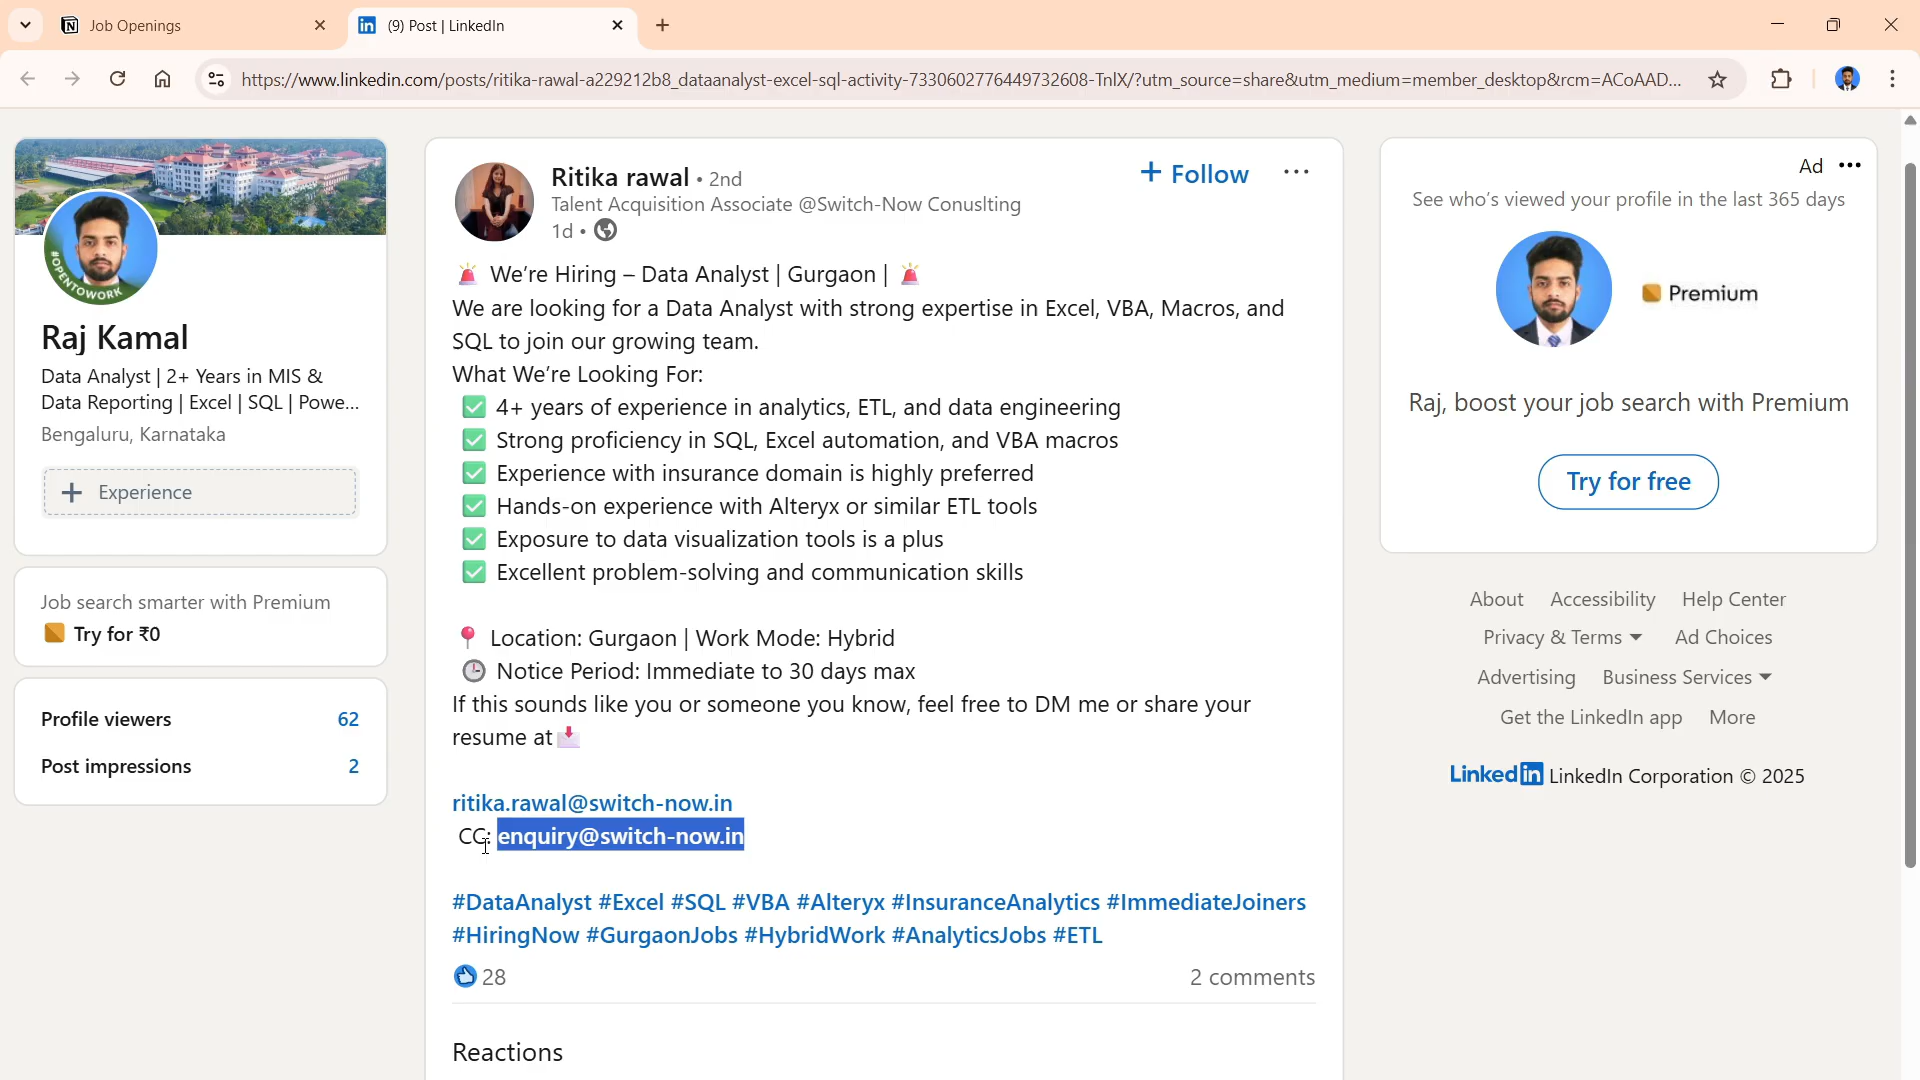 Job Openings
(9) Post | LinkedIn
https://www.linkedin.com/posts/ritika-rawal-a229212b8_dataanalyst-excel-sql-activity-7330602776449732608-TnlX/?utm_source=share&utm_medium=member_desktop&rcm=ACoAAD...
#OPENTOWORK
Raj Kamal
Data Analyst | 2+ Years in MIS &
Data Reporting | Excel | SQL | Powe...
Bengaluru, Karnataka
+ Experience
Job search smarter with Premium
Try for ₹0
Profile viewers 62
Post impressions 2
Ritika rawal • 2nd
Talent Acquisition Associate @Switch-Now Conuslting
1d •
+ Follow
🚨 We’re Hiring – Data Analyst | Gurgaon | 🚨
We are looking for a Data Analyst with strong expertise in Excel, VBA, Macros, and
SQL to join our growing team.
What We’re Looking For:
✅ 4+ years of experience in analytics, ETL, and data engineering
✅ Strong proficiency in SQL, Excel automation, and VBA macros
✅ Experience with insurance domain is highly preferred
✅ Hands-on experience with Alteryx or similar ETL tools
✅ Exposure to data visualization tools is a plus
✅ Excellent problem-solving and communication skills
📍 Location: Gurgaon | Work Mode: Hybrid
🕒 Notice Period: Immediate to 30 days max
If this sounds like you or someone you know, feel free to DM me or share your
resume at 📩
ritika.rawal@switch-now.in
CC: enquiry@switch-now.in
#DataAnalyst #Excel #SQL #VBA #Alteryx #InsuranceAnalytics #ImmediateJoiners
#HiringNow #GurgaonJobs #HybridWork #AnalyticsJobs #ETL
28
2 comments
Reactions
Ad
See who’s viewed your profile in the last 365 days
Premium
Raj, boost your job search with Premium
Try for free
About Accessibility Help Center
Privacy & Terms Ad Choices
Advertising Business Services
Get the LinkedIn app More
LinkedIn LinkedIn Corporation © 2025